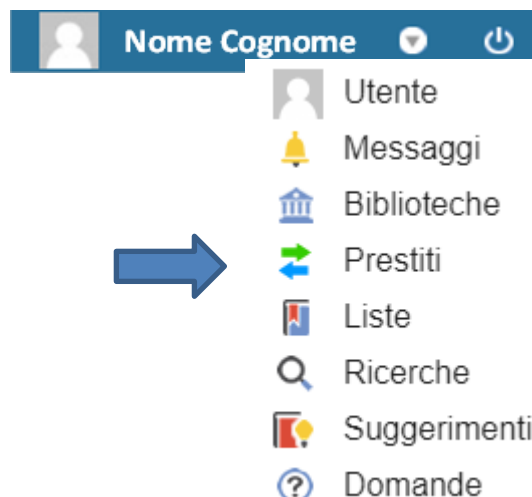 Nome Cognome
Utente
Messaggi
Biblioteche
Prestiti
Liste
Ricerche
Suggerimenti
Domande